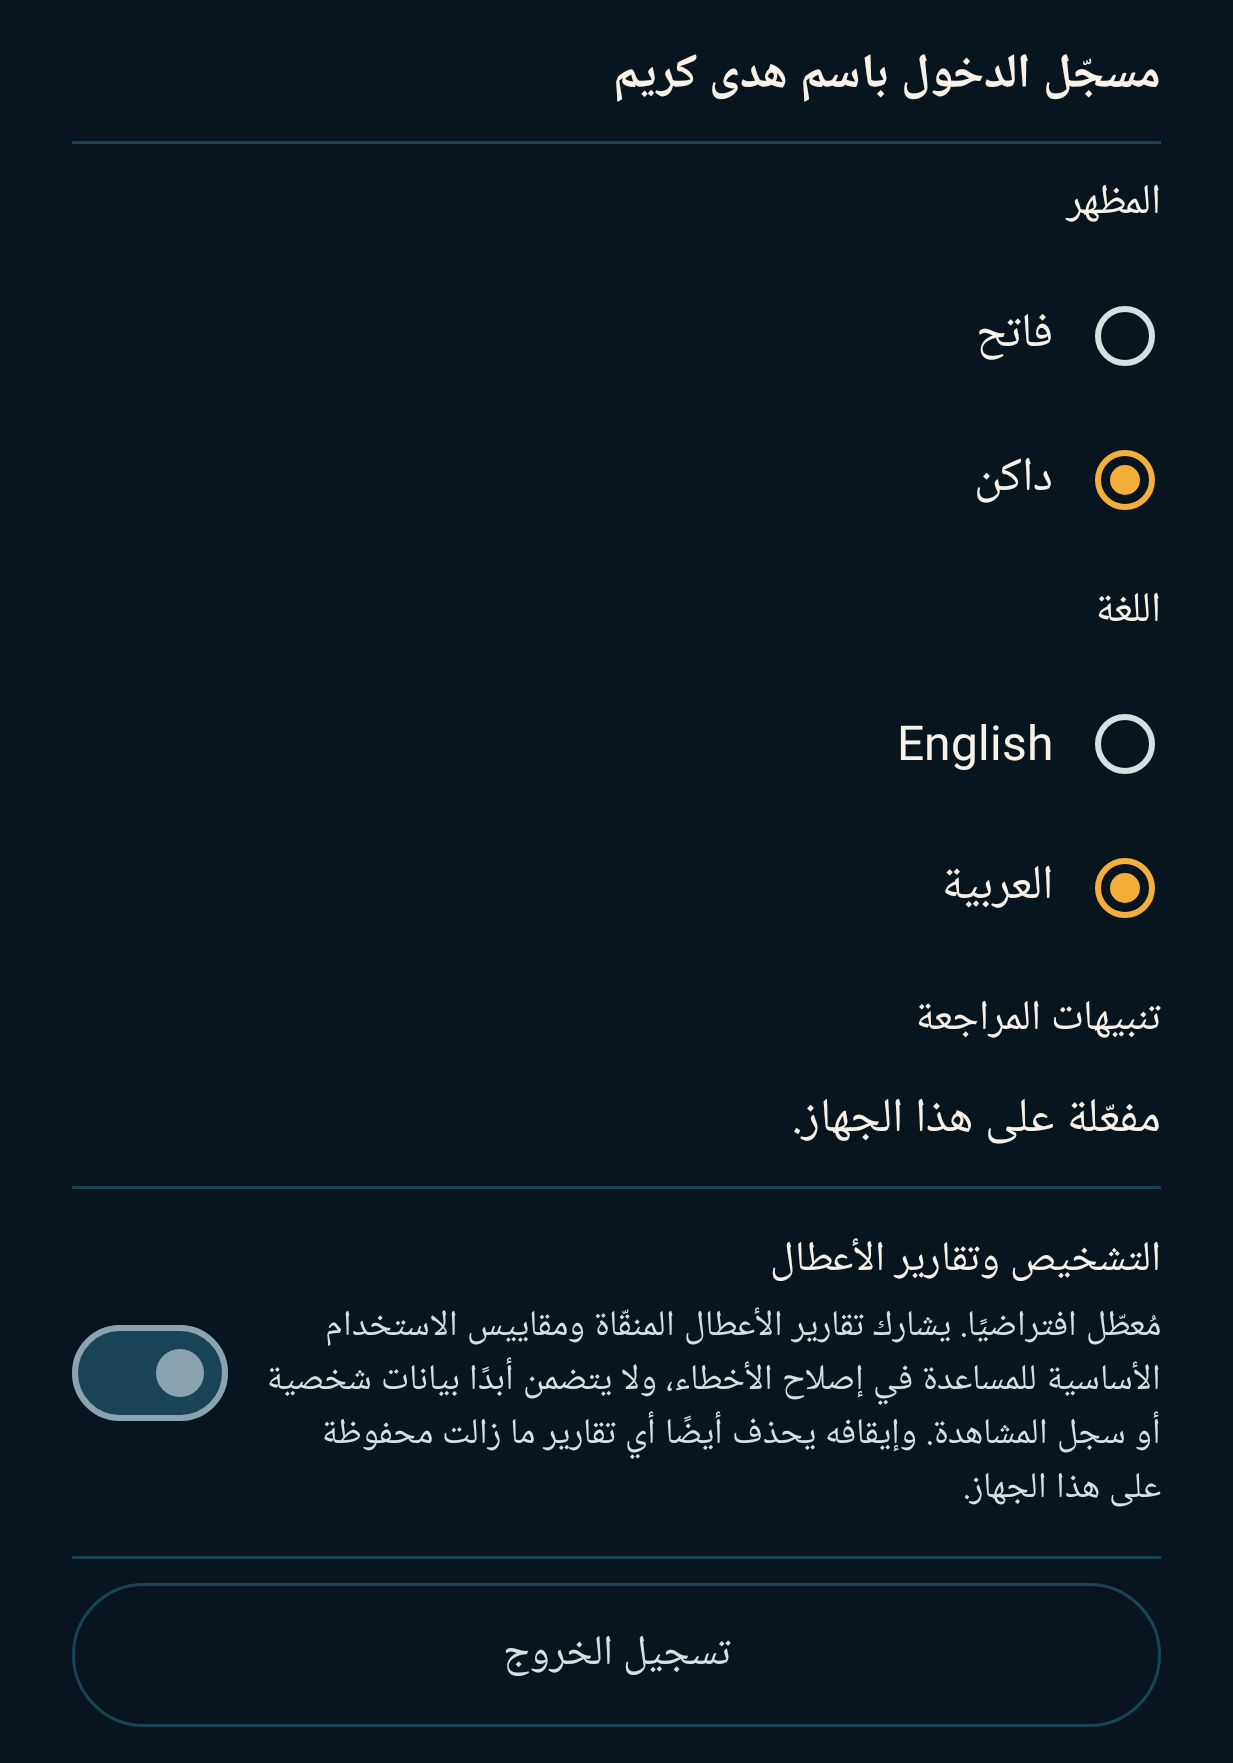 مسجّل الدخول باسم هدى كريم
المظهر
فاتح
داكن
اللغة
English
العربية
تنبيهات المراجعة
مفعّلة على هذا الجهاز.
التشخيص وتقارير الأعطال
مُعطّل افتراضيًا. يشارك تقارير الأعطال المنقّاة ومقاييس الاستخدام
الأساسية للمساعدة في إصلاح الأخطاء، ولا يتضمن أبدًا بيانات شخصية
أو سجل المشاهدة. وإيقافه يحذف أيضًا أي تقارير ما زالت محفوظة
على هذا الجهاز.
تسجيل الخروج